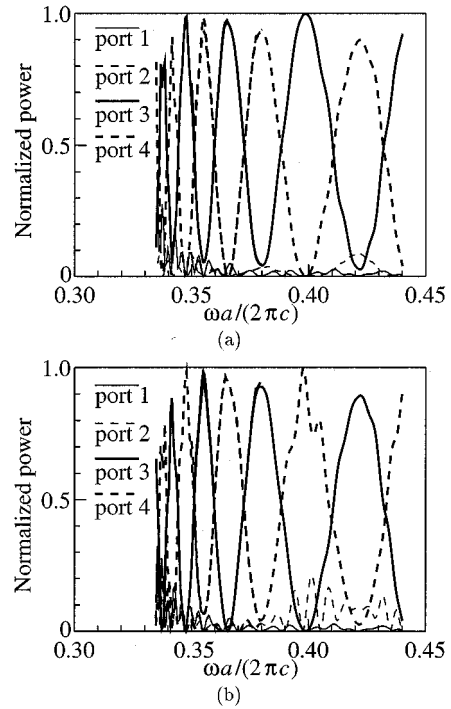 1.0
port 1
port 2
port 3
port 4
0.5
0
Normalized power
0.30
0.35
0.40
0.45
ωa/(2πc)
(a)
1.0
port 1
port 2
port 3
port 4
0.5
0
Normalized power
0.30
0.35
0.40
0.45
ωa/(2πc)
(b)